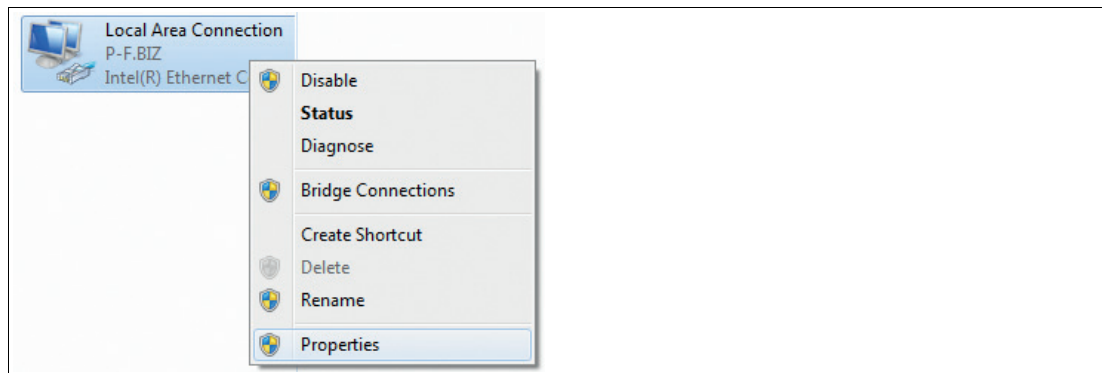 Local Area Connection
P-F.BIZ
Intel(R) Ethernet C
Disable
Status
Diagnose
Bridge Connections
Create Shortcut
Delete
Rename
Properties